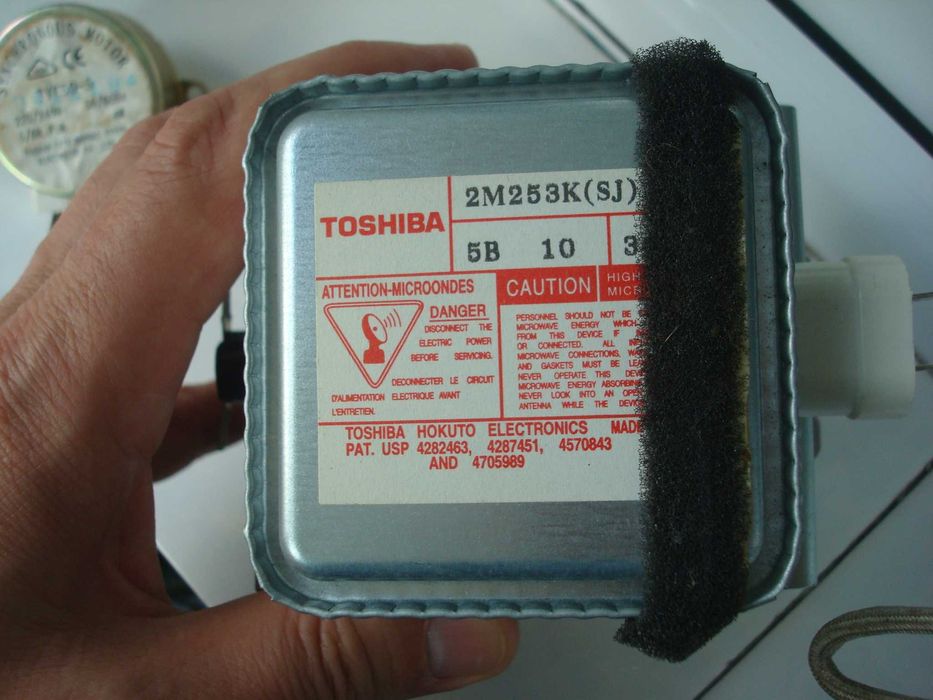 SYNCHRONOUS MOTOR
CE
TOSHIBA
2M253K(SJ)
5B 10 3
ATTENTION-MICROONDES
DANGER
DISCONNECT THE
ELECTRIC POWER
BEFORE SERVICING.
DECONNECTER LE CIRCUIT
D'ALIMENTATION ELECTRIQUE AVANT
L'ENTRETIEN.
CAUTION
HIGH
MICR
PERSONNEL SHOULD NOT BE
MICROWAVE ENERGY WHICH
FROM THIS DEVICE IF
OR CONNECTED. ALL
MICROWAVE CONNECTIONS,
AND GASKETS MUST BE
NEVER OPERATE THIS
MICROWAVE ENERGY
NEVER LOOK INTO AN
ANTENNA WHILE THE
TOSHIBA HOKUTO ELECTRONICS MADE
PAT. USP 4282463, 4287451, 4570843
AND 4705989